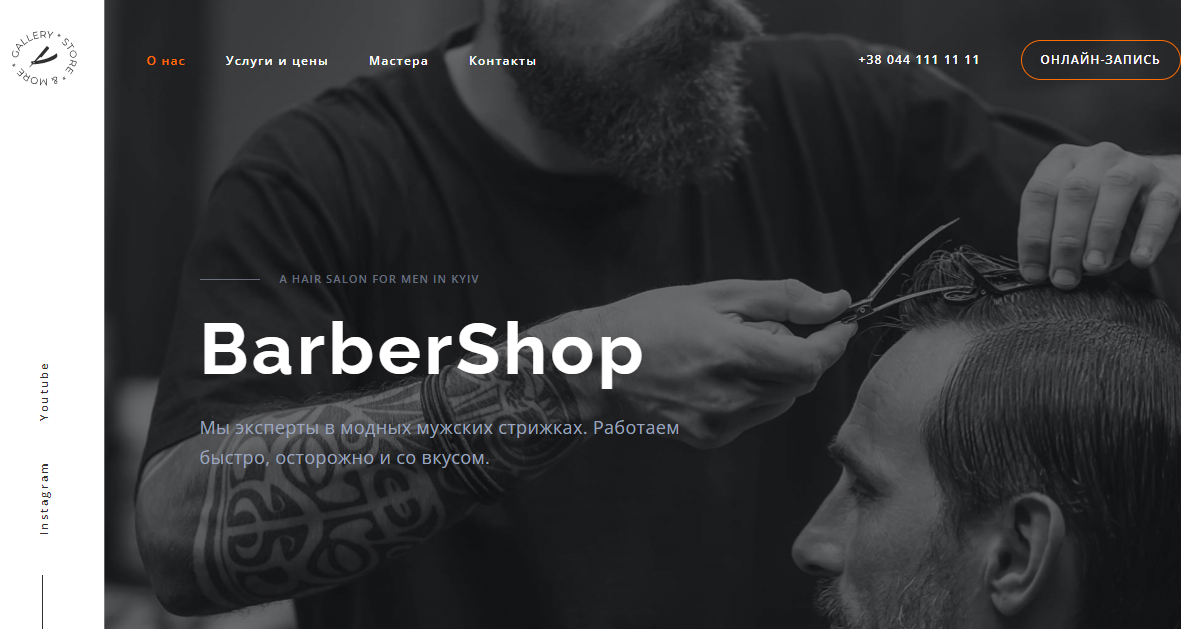 GALLERY * STORE * & MORE *
О нас
Услуги и цены
Мастера
Контакты
+38 044 111 11 11
ОНЛАЙН-ЗАПИСЬ
A HAIR SALON FOR MEN IN KYIV
BarberShop
Мы эксперты в модных мужских стрижках. Работаем
быстро, осторожно и со вкусом.
Youtube
Instagram